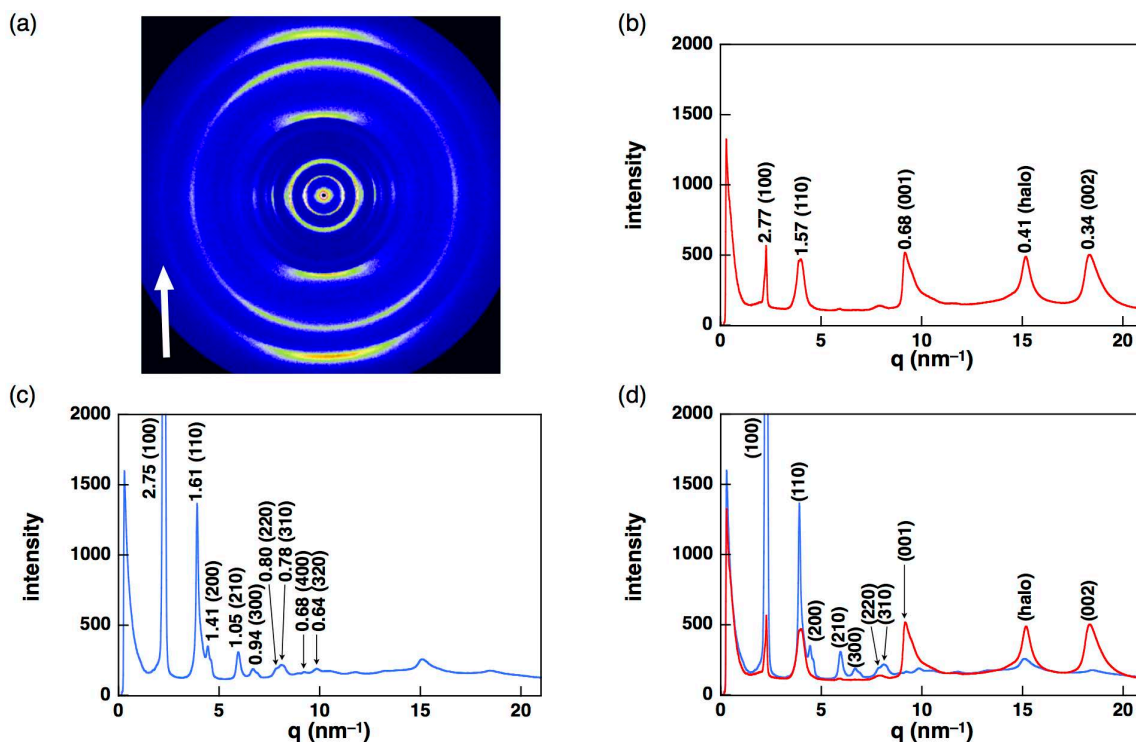 (a)
(b)
2000
1500
1000
500
0
intensity
2.77 (100)
1.57 (110)
0.68 (001)
0.41 (halo)
0.34 (002)
0 5 10 15 20
q (nm⁻¹)
(c)
2000
1500
1000
500
0
intensity
2.75 (100)
1.61 (110)
1.41 (200)
1.05 (210)
0.94 (300)
0.80 (220)
0.78 (310)
0.68 (400)
0.64 (320)
0 5 10 15 20
q (nm⁻¹)
(d)
2000
1500
1000
500
0
intensity
(100)
(110)
(200)
(210)
(300)
(220)
(310)
(001)
(halo)
(002)
0 5 10 15 20
q (nm⁻¹)